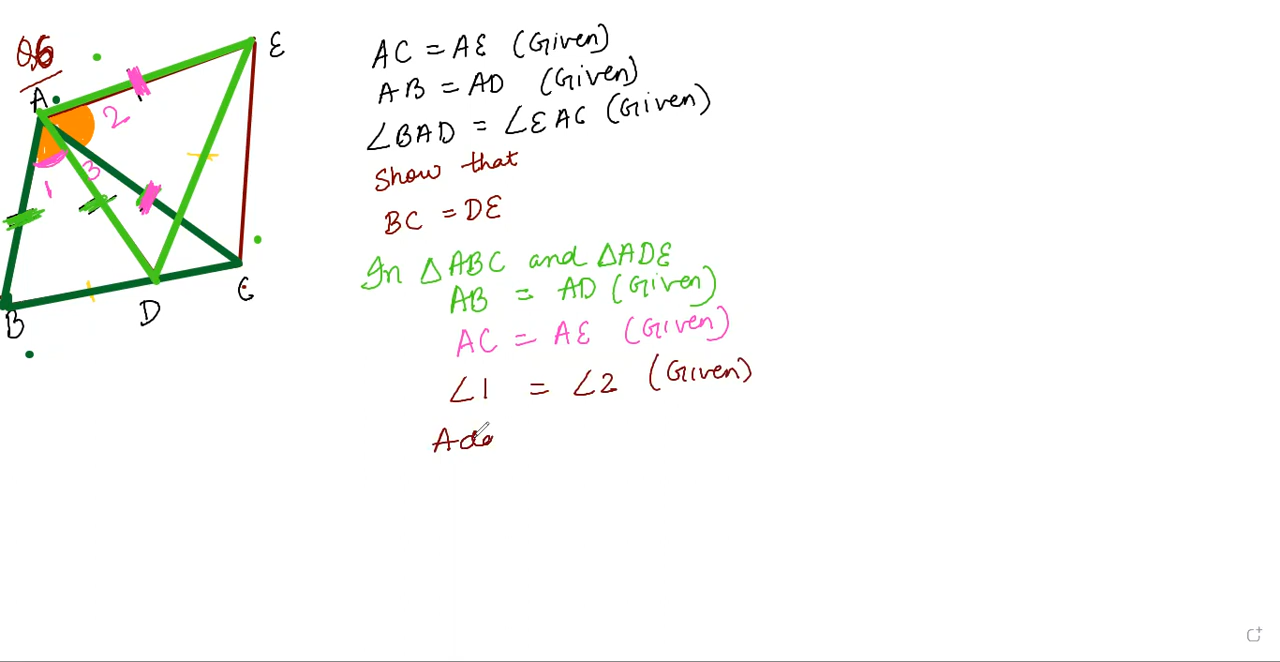 Q6
A
E
2
3
1
B
D
C
AC = AE (Given)
AB = AD (Given)
∠BAD = ∠EAC (Given)
Show that
BC = DE
In △ABC and △ADE
AB = AD (Given)
AC = AE (Given)
∠1 = ∠2 (Given)
Add